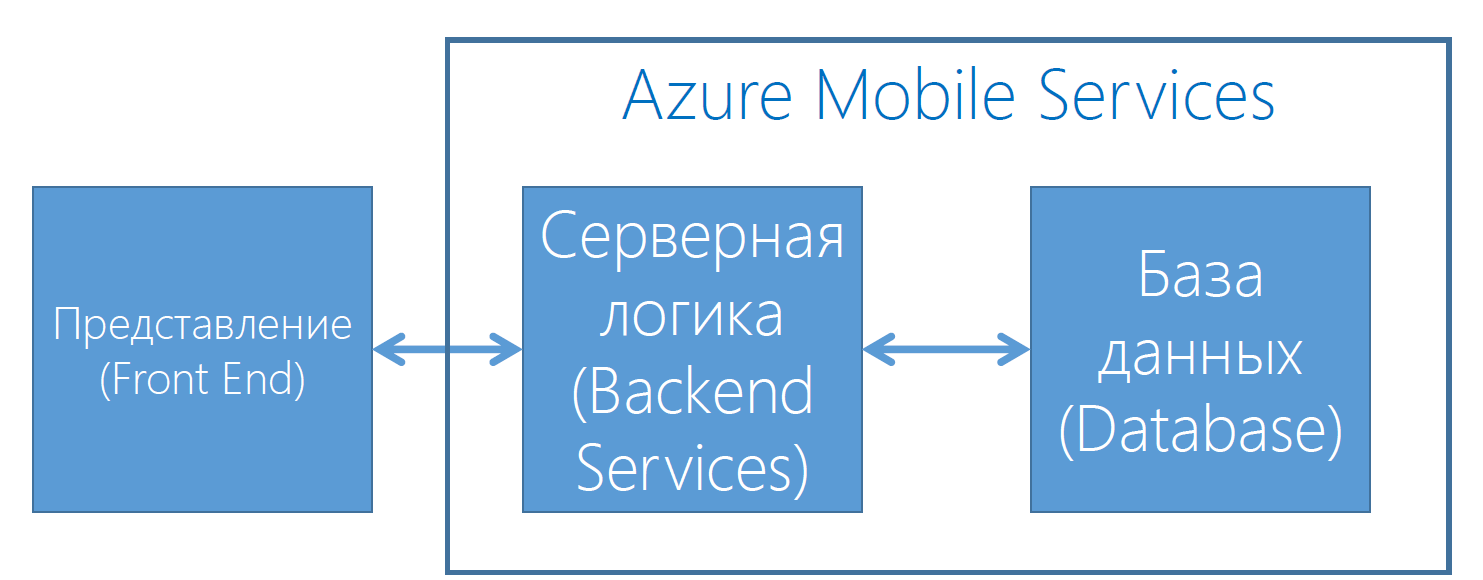 Azure Mobile Services
Представление
(Front End)
Серверная
логика
(Backend
Services)
База
данных
(Database)